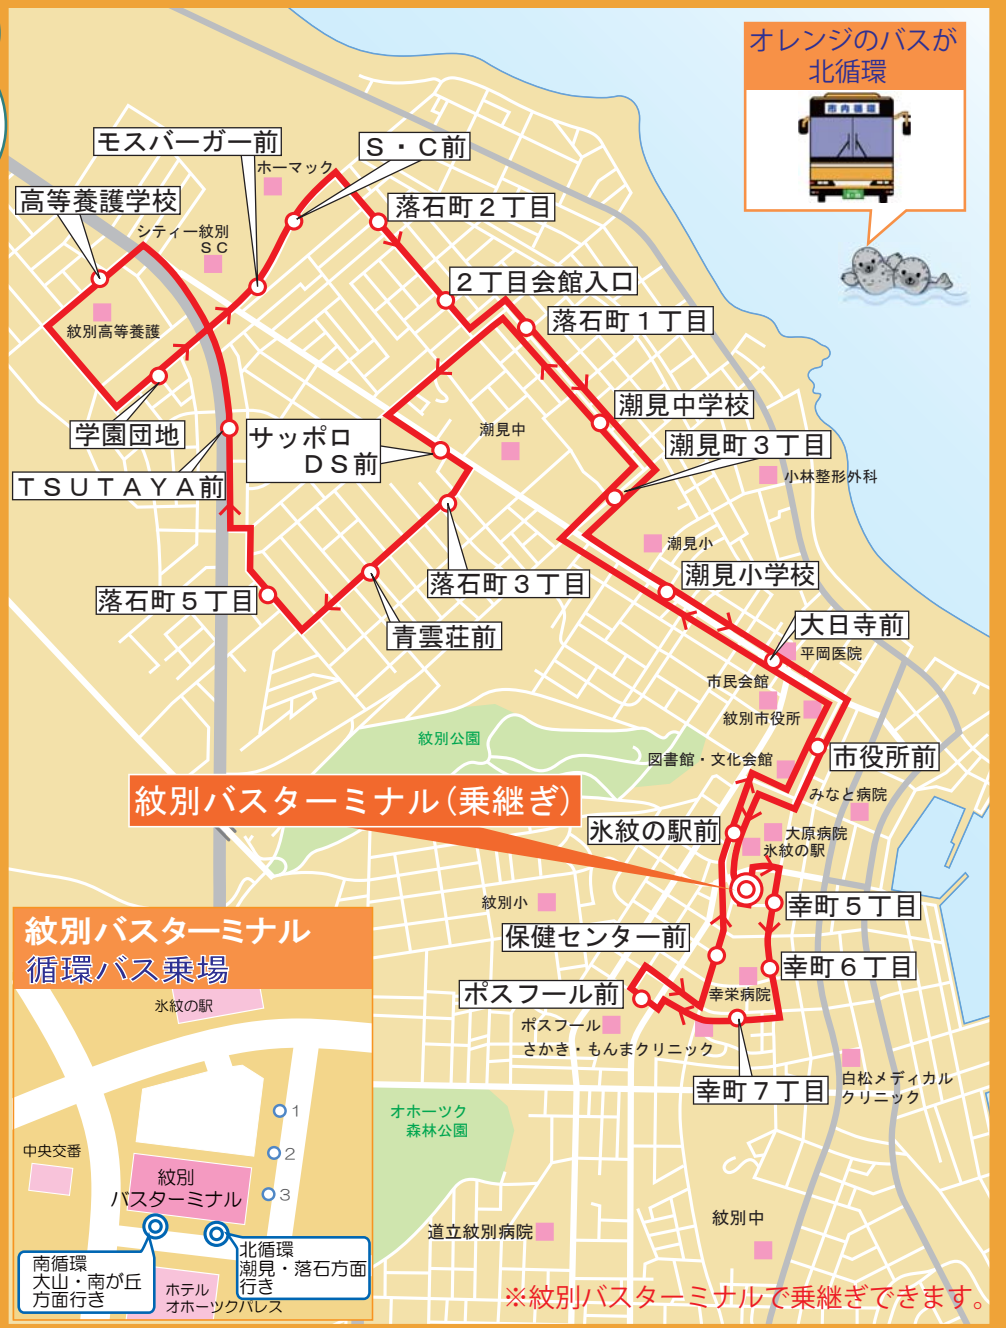 オレンジのバスが
北循環
市内循環
モスバーガー前
S・C前
ホーマック
高等養護学校
シティー紋別
SC
落石町2丁目
2丁目会館入口
落石町1丁目
紋別高等養護
学園団地
サッポロ
DS前
潮見中
潮見中学校
潮見町3丁目
小林整形外科
TSUTAYA前
潮見小
潮見小学校
落石町5丁目
落石町3丁目
青雲荘前
大日寺前
平岡医院
市民会館
紋別市役所
紋別公園
図書館・文化会館
市役所前
みなと病院
紋別バスターミナル(乗継ぎ)
氷紋の駅前
大原病院
氷紋の駅
紋別小
幸町5丁目
保健センター前
幸町6丁目
ポスフール前
幸栄病院
ポスフール
さかき・もんまクリニック
幸町7丁目
白松メディカル
クリニック
オホーツク
森林公園
道立紋別病院
紋別中
紋別バスターミナル
循環バス乗場
氷紋の駅
1
2
3
中央交番
紋別
バスターミナル
南循環
大山・南が丘
方面行き
北循環
潮見・落石方面
行き
ホテル
オホーツクパレス
※紋別バスターミナルで乗継ぎできます。